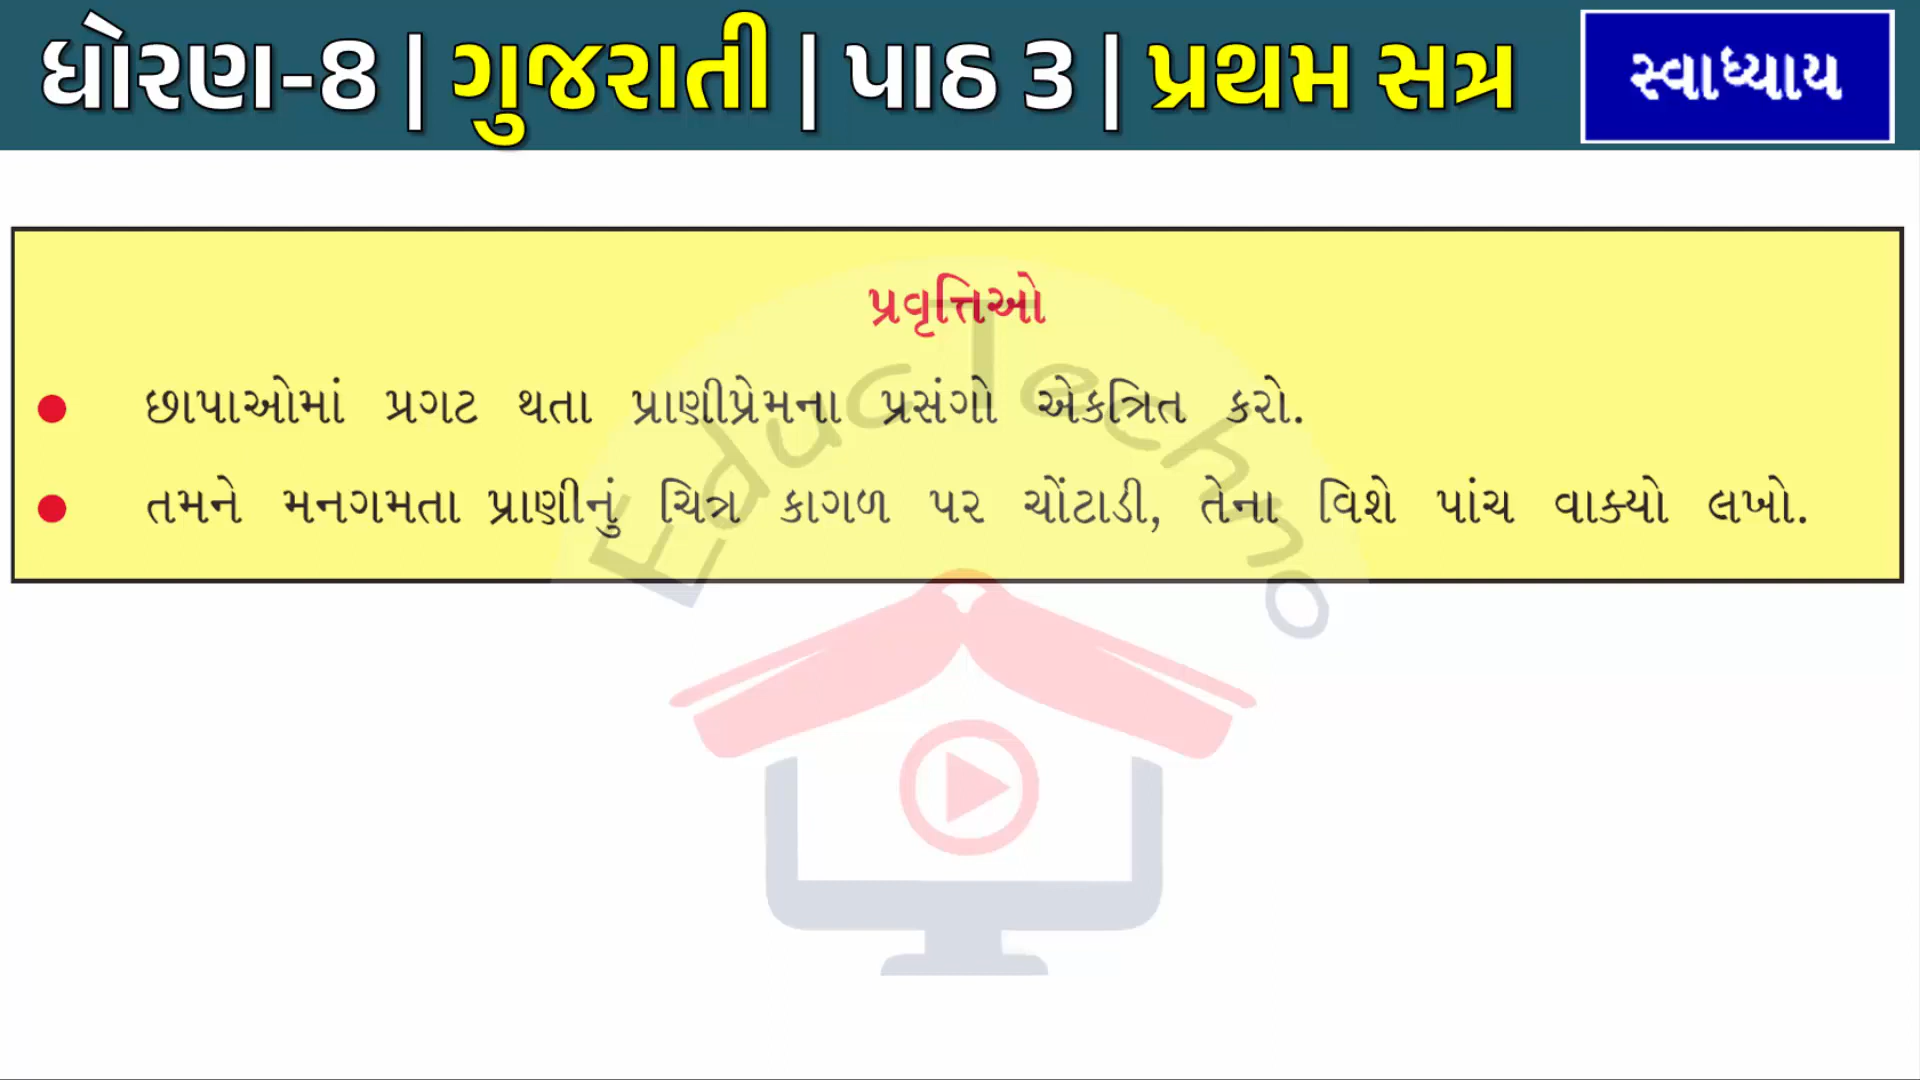 ધોરણ-8 | ગુજરાતી | પાઠ 3 | પ્રથમ સત્ર
સ્વાધ્યાય
પ્રવૃત્તિઓ
● છાપાઓમાં પ્રગટ થતા પ્રાણીપ્રેમના પ્રસંગો એકત્રિત કરો.
● તમને મનગમતા પ્રાણીનું ચિત્ર કાગળ પર ચોંટાડી, તેના વિશે પાંચ વાક્યો લખો.
EducTechno